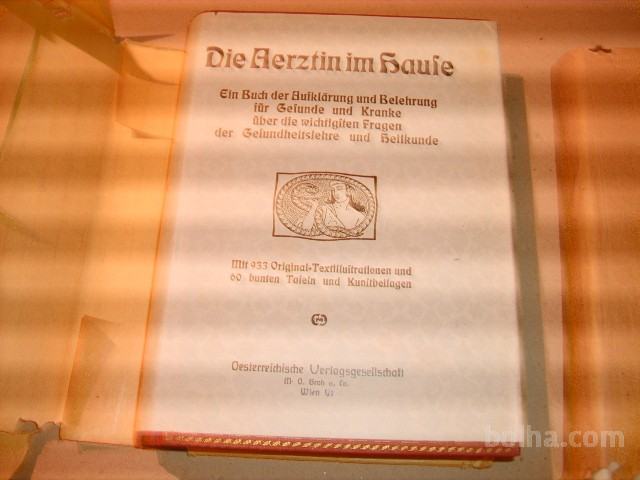 Die Aerztin im Hause
Ein Buch der Aufklärung und Belehrung
für Gesunde und Kranke
über die wichtigsten Fragen
der Gesundheitslehre und Heilkunde
Mit 933 Original-Textillustrationen und
60 bunten Tafeln und Kunstbeilagen
Oesterreichische Verlagsgesellschaft
Wien
bolha.com